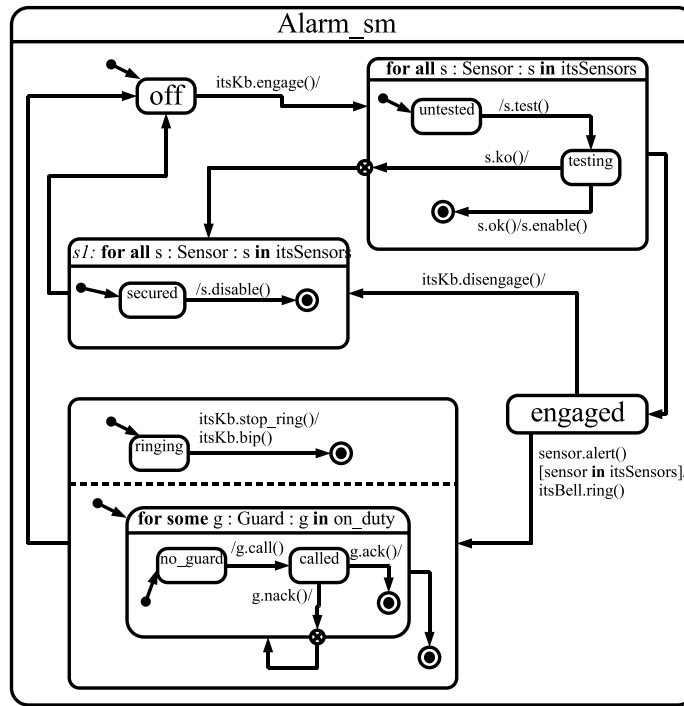 Alarm_sm
off
itsKb.engage()/
for all s : Sensor : s in itsSensors
untested
/s.test()
s.ko()/
testing
s.ok()/s.enable()
s1: for all s : Sensor : s in itsSensors
secured
/s.disable()
itsKb.disengage()/
engaged
sensor.alert()
[sensor in itsSensors]/
itsBell.ring()
itsKb.stop_ring()/
itsKb.bip()
ringing
for some g : Guard : g in on_duty
no_guard
/g.call()
called
g.ack()/
g.nack()/